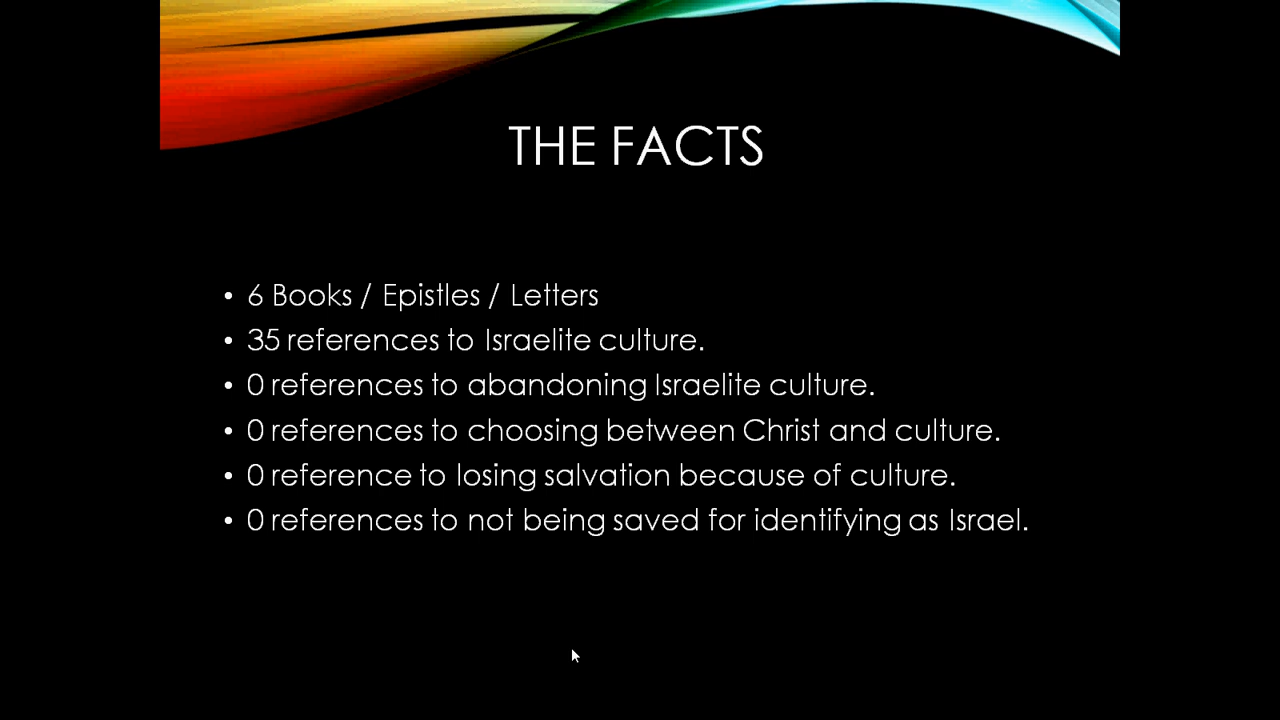 THE FACTS
• 6 Books / Epistles / Letters
• 35 references to Israelite culture.
• 0 references to abandoning Israelite culture.
• 0 references to choosing between Christ and culture.
• 0 reference to losing salvation because of culture.
• 0 references to not being saved for identifying as Israel.